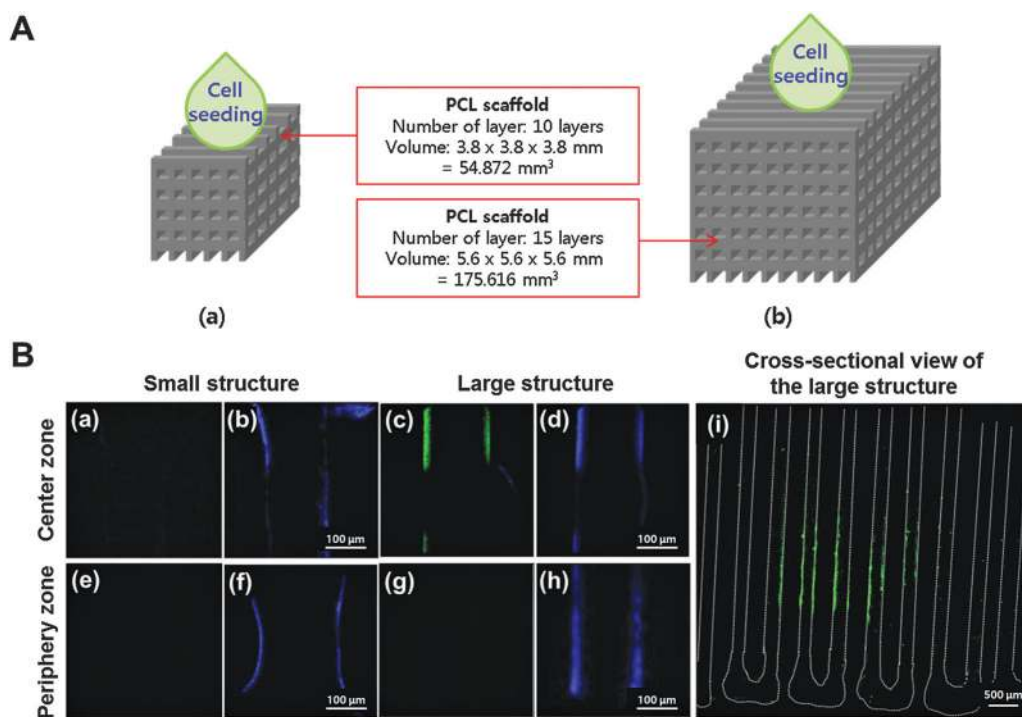 A
Cell
seeding
PCL scaffold
Number of layer: 10 layers
Volume: 3.8 x 3.8 x 3.8 mm
= 54.872 mm³
PCL scaffold
Number of layer: 15 layers
Volume: 5.6 x 5.6 x 5.6 mm
= 175.616 mm³
Cell
seeding
(a)
(b)
B
Small structure
Large structure
Cross-sectional view of
the large structure
Center zone
(a)
(b)
100 µm
(c)
(d)
100 µm
(i)
500 µm
Periphery zone
(e)
(f)
100 µm
(g)
(h)
100 µm